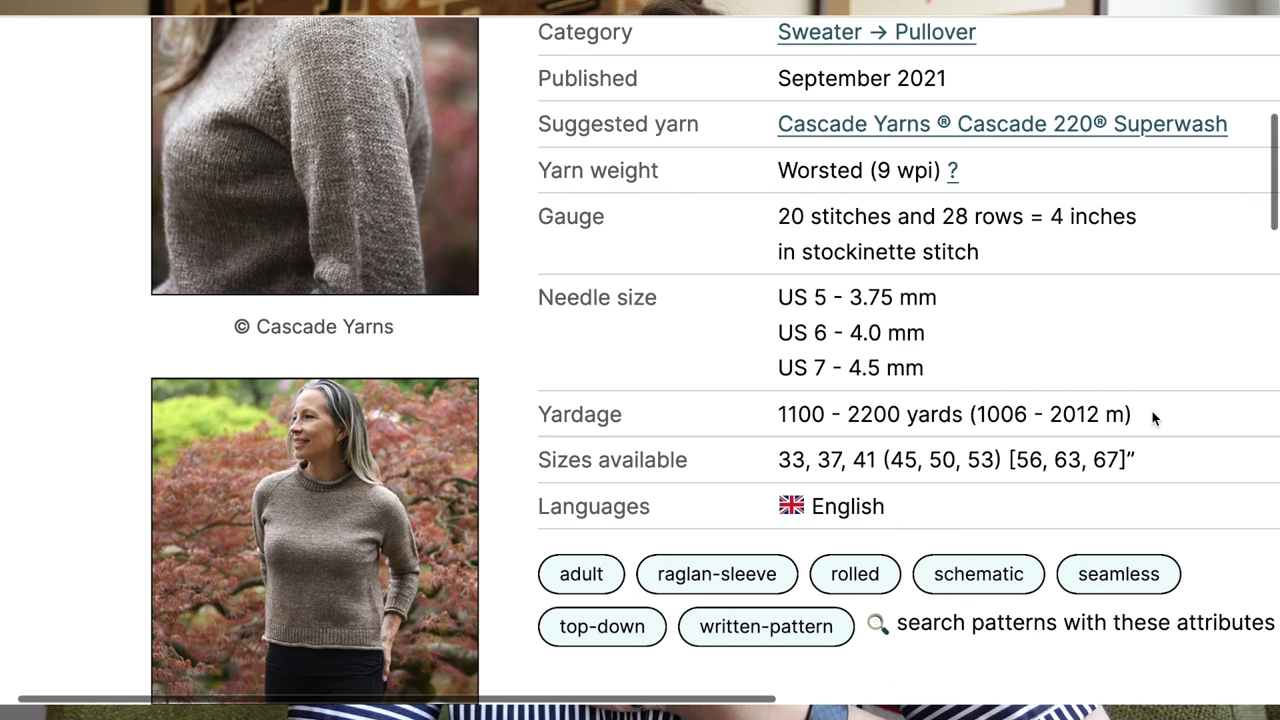 Category
Sweater → Pullover
Published
September 2021
Suggested yarn
Cascade Yarns ® Cascade 220® Superwash
Yarn weight
Worsted (9 wpi) ?
Gauge
20 stitches and 28 rows = 4 inches
in stockinette stitch
Needle size
US 5 - 3.75 mm
US 6 - 4.0 mm
US 7 - 4.5 mm
Yardage
1100 - 2200 yards (1006 - 2012 m)
Sizes available
33, 37, 41 (45, 50, 53) [56, 63, 67]”
Languages
English
adult
raglan-sleeve
rolled
schematic
seamless
top-down
written-pattern
search patterns with these attributes
© Cascade Yarns